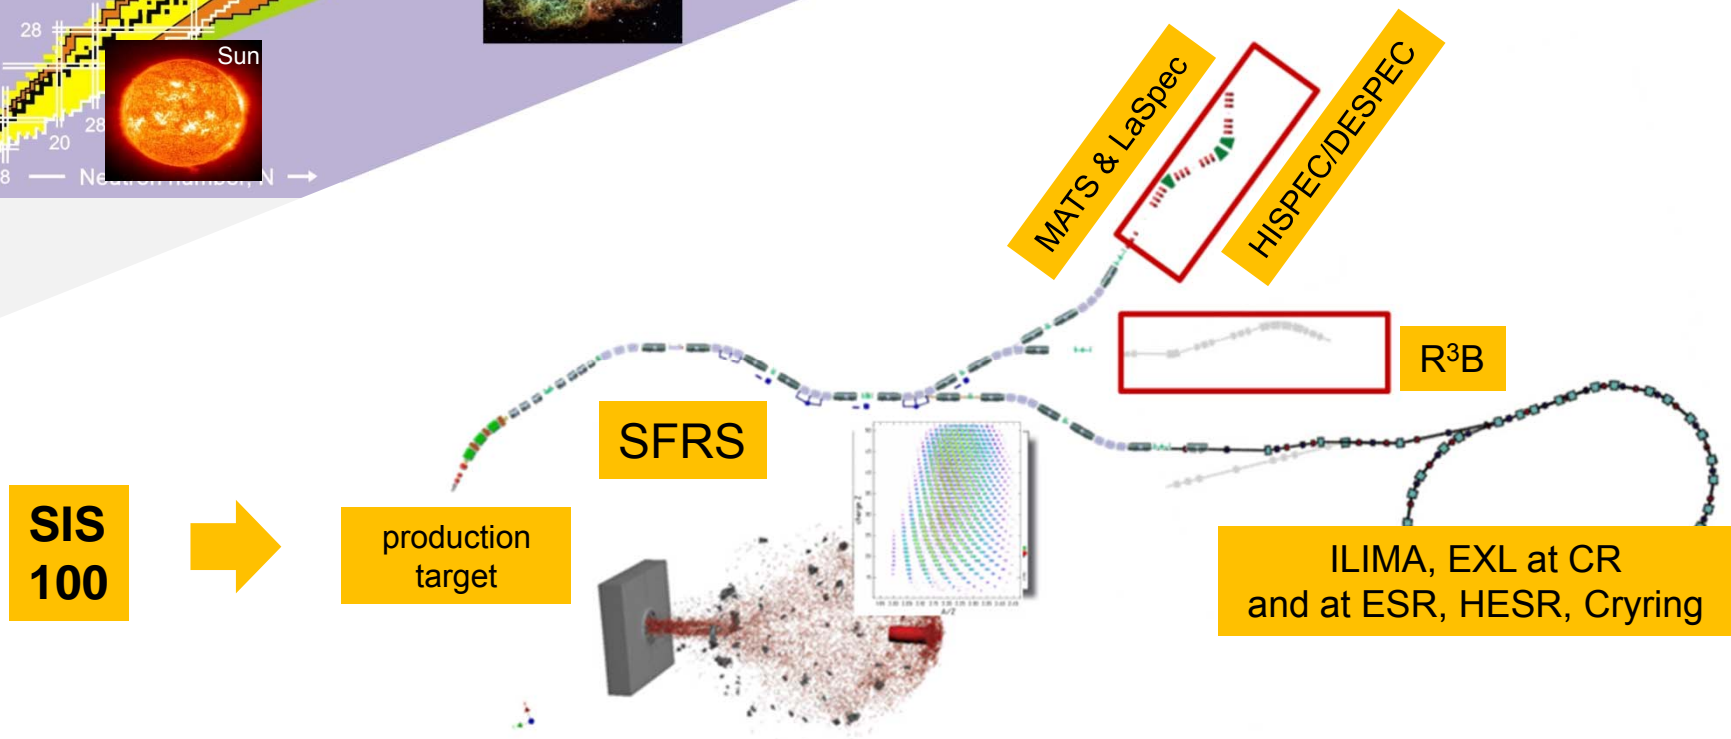 28
Sun
28
20
8
Neutron number, N
MATS & LaSpec
HISPEC/DESPEC
R³B
SFRS
SIS
100
production
target
charge Z
A/Z
ILIMA, EXL at CR
and at ESR, HESR, Cryring